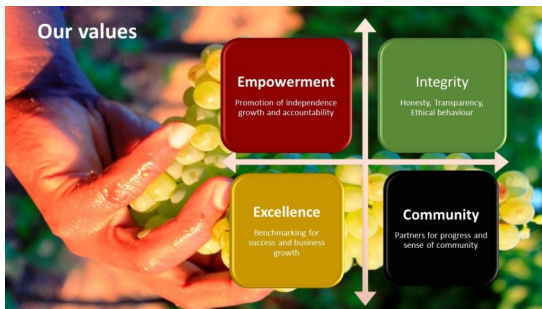 Our values
Empowerment
Promotion of independence
growth and accountability
Integrity
Honesty, Transparency,
Ethical behaviour
Excellence
Benchmarking for
success and business
growth
Community
Partners for progress and
sense of community